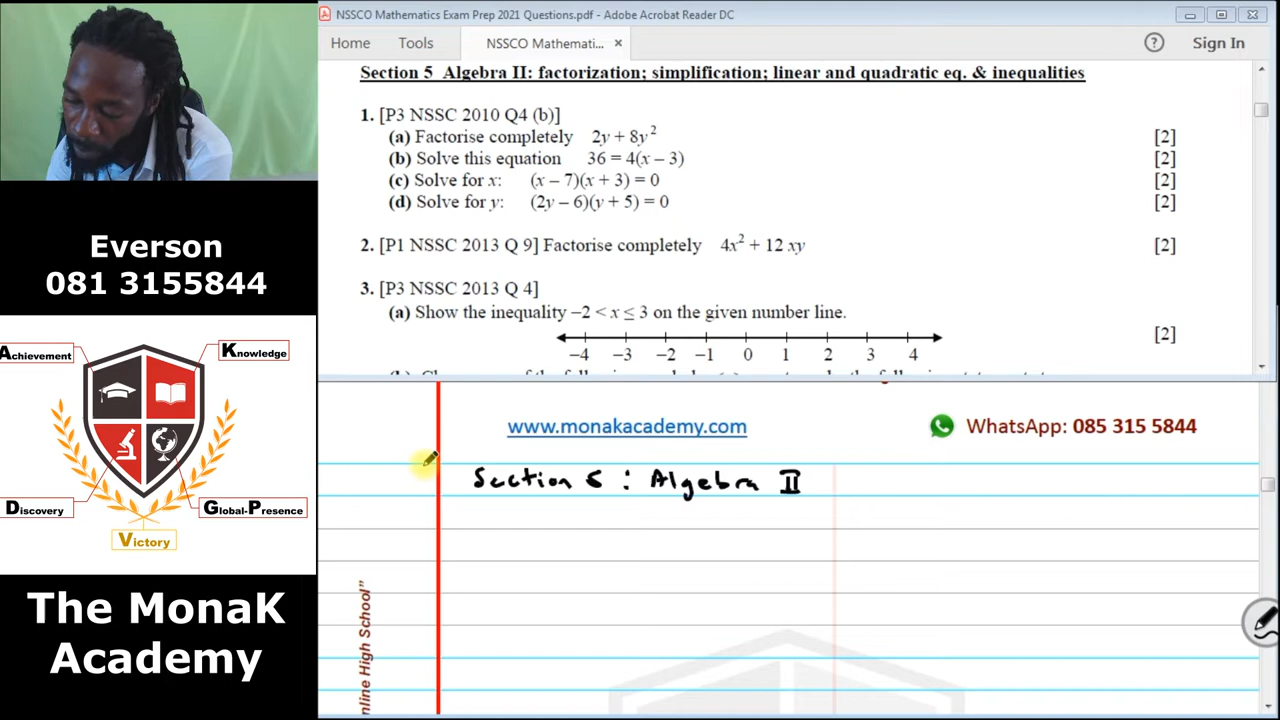 NSSCO Mathematics Exam Prep 2021 Questions.pdf - Adobe Acrobat Reader DC
Home Tools NSSCO Mathemati... × ? Sign In
Section 5 Algebra II: factorization; simplification; linear and quadratic eq. & inequalities
1. [P3 NSSC 2010 Q4 (b)]
(a) Factorise completely 2y + 8y² [2]
(b) Solve this equation 36 = 4(x – 3) [2]
(c) Solve for x: (x – 7)(x + 3) = 0 [2]
(d) Solve for y: (2y – 6)(y + 5) = 0 [2]
2. [P1 NSSC 2013 Q 9] Factorise completely 4x² + 12 xy [2]
3. [P3 NSSC 2013 Q 4]
(a) Show the inequality –2 < x ≤ 3 on the given number line.
[2]
–4 –3 –2 –1 0 1 2 3 4
www.monakacademy.com WhatsApp: 085 315 5844
Section 5 : Algebra II
nline High School"
Everson
081 3155844
Achievement
Knowledge
Discovery
Global-Presence
Victory
The MonaK
Academy